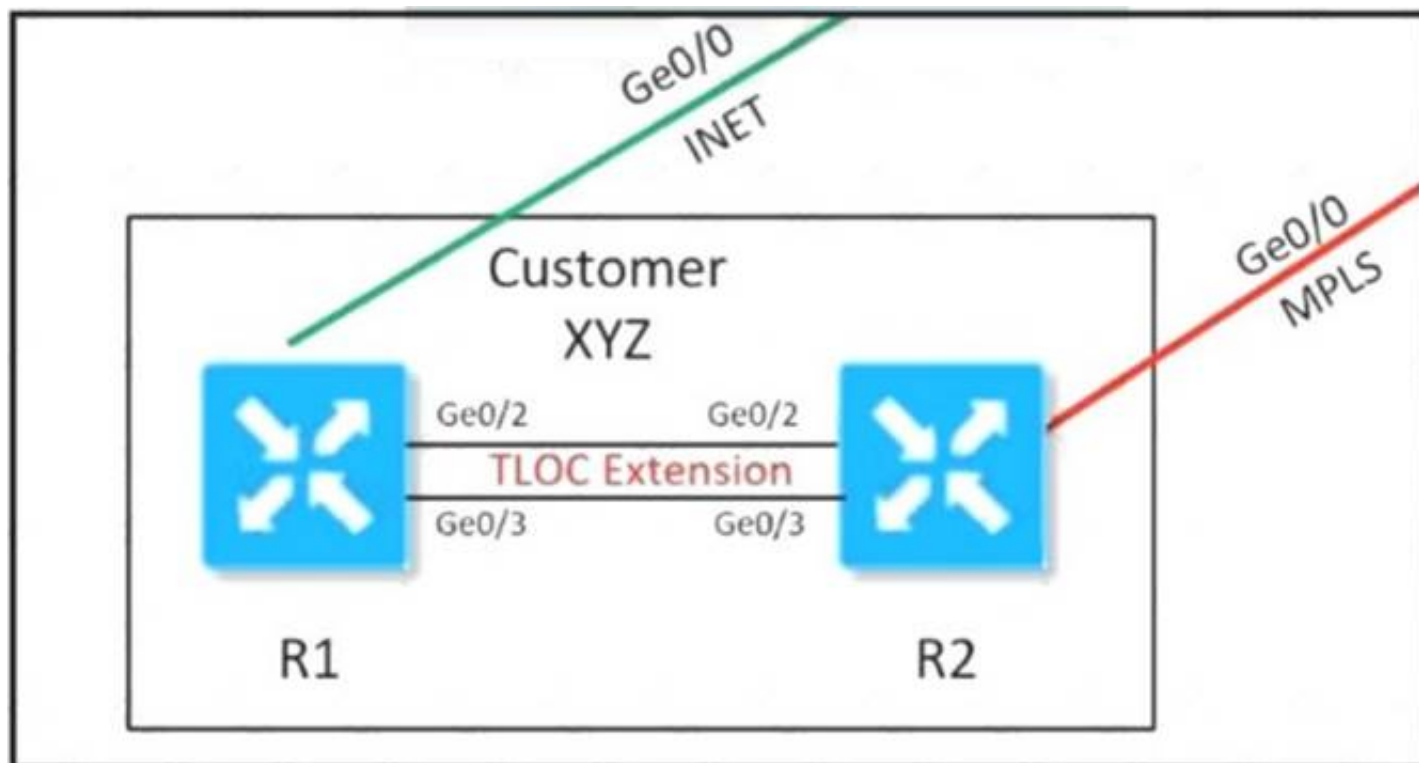 Ge0/0
INET
Ge0/0
MPLS
Customer
XYZ
Ge0/2
Ge0/2
TLOC Extension
Ge0/3
Ge0/3
R1
R2